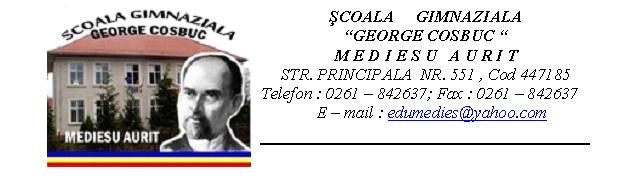 ȘCOALA GIMNAZIALA
GEORGE COSBUC
MEDIESU AURIT
ŞCOALA GIMNAZIALA
“GEORGE COSBUC “
M E D I E S U A U R I T
STR. PRINCIPALA NR. 551 , Cod 447185
Telefon : 0261 – 842637; Fax : 0261 – 842637
E – mail : edumedies@yahoo.com